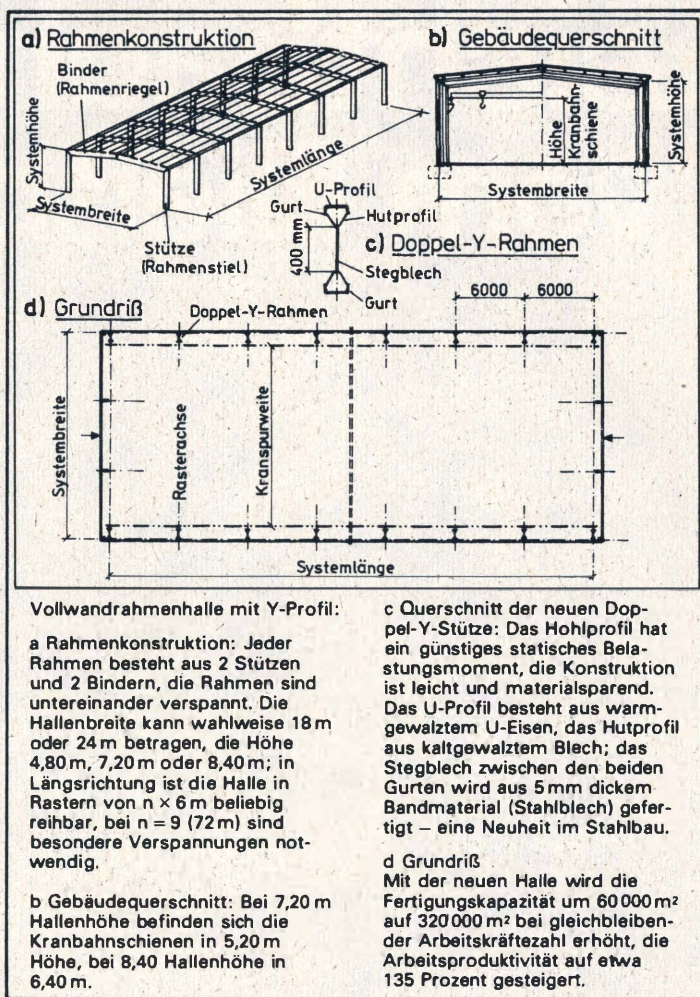 a) Rahmenkonstruktion
Binder
(Rahmenriegel)
Systemhöhe
Systembreite
Systemlänge
Stütze
(Rahmenstiel)
b) Gebäudequerschnitt
Höhe
Kranbahn-
schiene
Systemhöhe
Systembreite
U-Profil
Gurt
Hutprofil
400 mm
c) Doppel-Y-Rahmen
Stegblech
Gurt
d) Grundriß
Doppel-Y-Rahmen
6000
6000
Systembreite
Rasterachse
Kranspurweite
Systemlänge
Vollwandrahmenhalle mit Y-Profil:
a Rahmenkonstruktion: Jeder
Rahmen besteht aus 2 Stützen
und 2 Bindern, die Rahmen sind
untereinander verspannt. Die
Hallenbreite kann wahlweise 18 m
oder 24 m betragen, die Höhe
4,80 m, 7,20 m oder 8,40 m; in
Längsrichtung ist die Halle in
Rastern von n × 6 m beliebig
reihbar, bei n = 9 (72 m) sind
besondere Verspannungen not-
wendig.
b Gebäudequerschnitt: Bei 7,20 m
Hallenhöhe befinden sich die
Kranbahnschienen in 5,20 m
Höhe, bei 8,40 Hallenhöhe in
6,40 m.
c Querschnitt der neuen Dop-
pel-Y-Stütze: Das Hohlprofil hat
ein günstiges statisches Bela-
stungsmoment, die Konstruktion
ist leicht und materialsparend.
Das U-Profil besteht aus warm-
gewalztem U-Eisen, das Hutprofil
aus kaltgewalztem Blech; das
Stegblech zwischen den beiden
Gurten wird aus 5 mm dickem
Bandmaterial (Stahlblech) gefer-
tigt – eine Neuheit im Stahlbau.
d Grundriß
Mit der neuen Halle wird die
Fertigungskapazität um 60 000 m²
auf 320 000 m² bei gleichbleiben-
der Arbeitskräftezahl erhöht, die
Arbeitsproduktivität auf etwa
135 Prozent gesteigert.